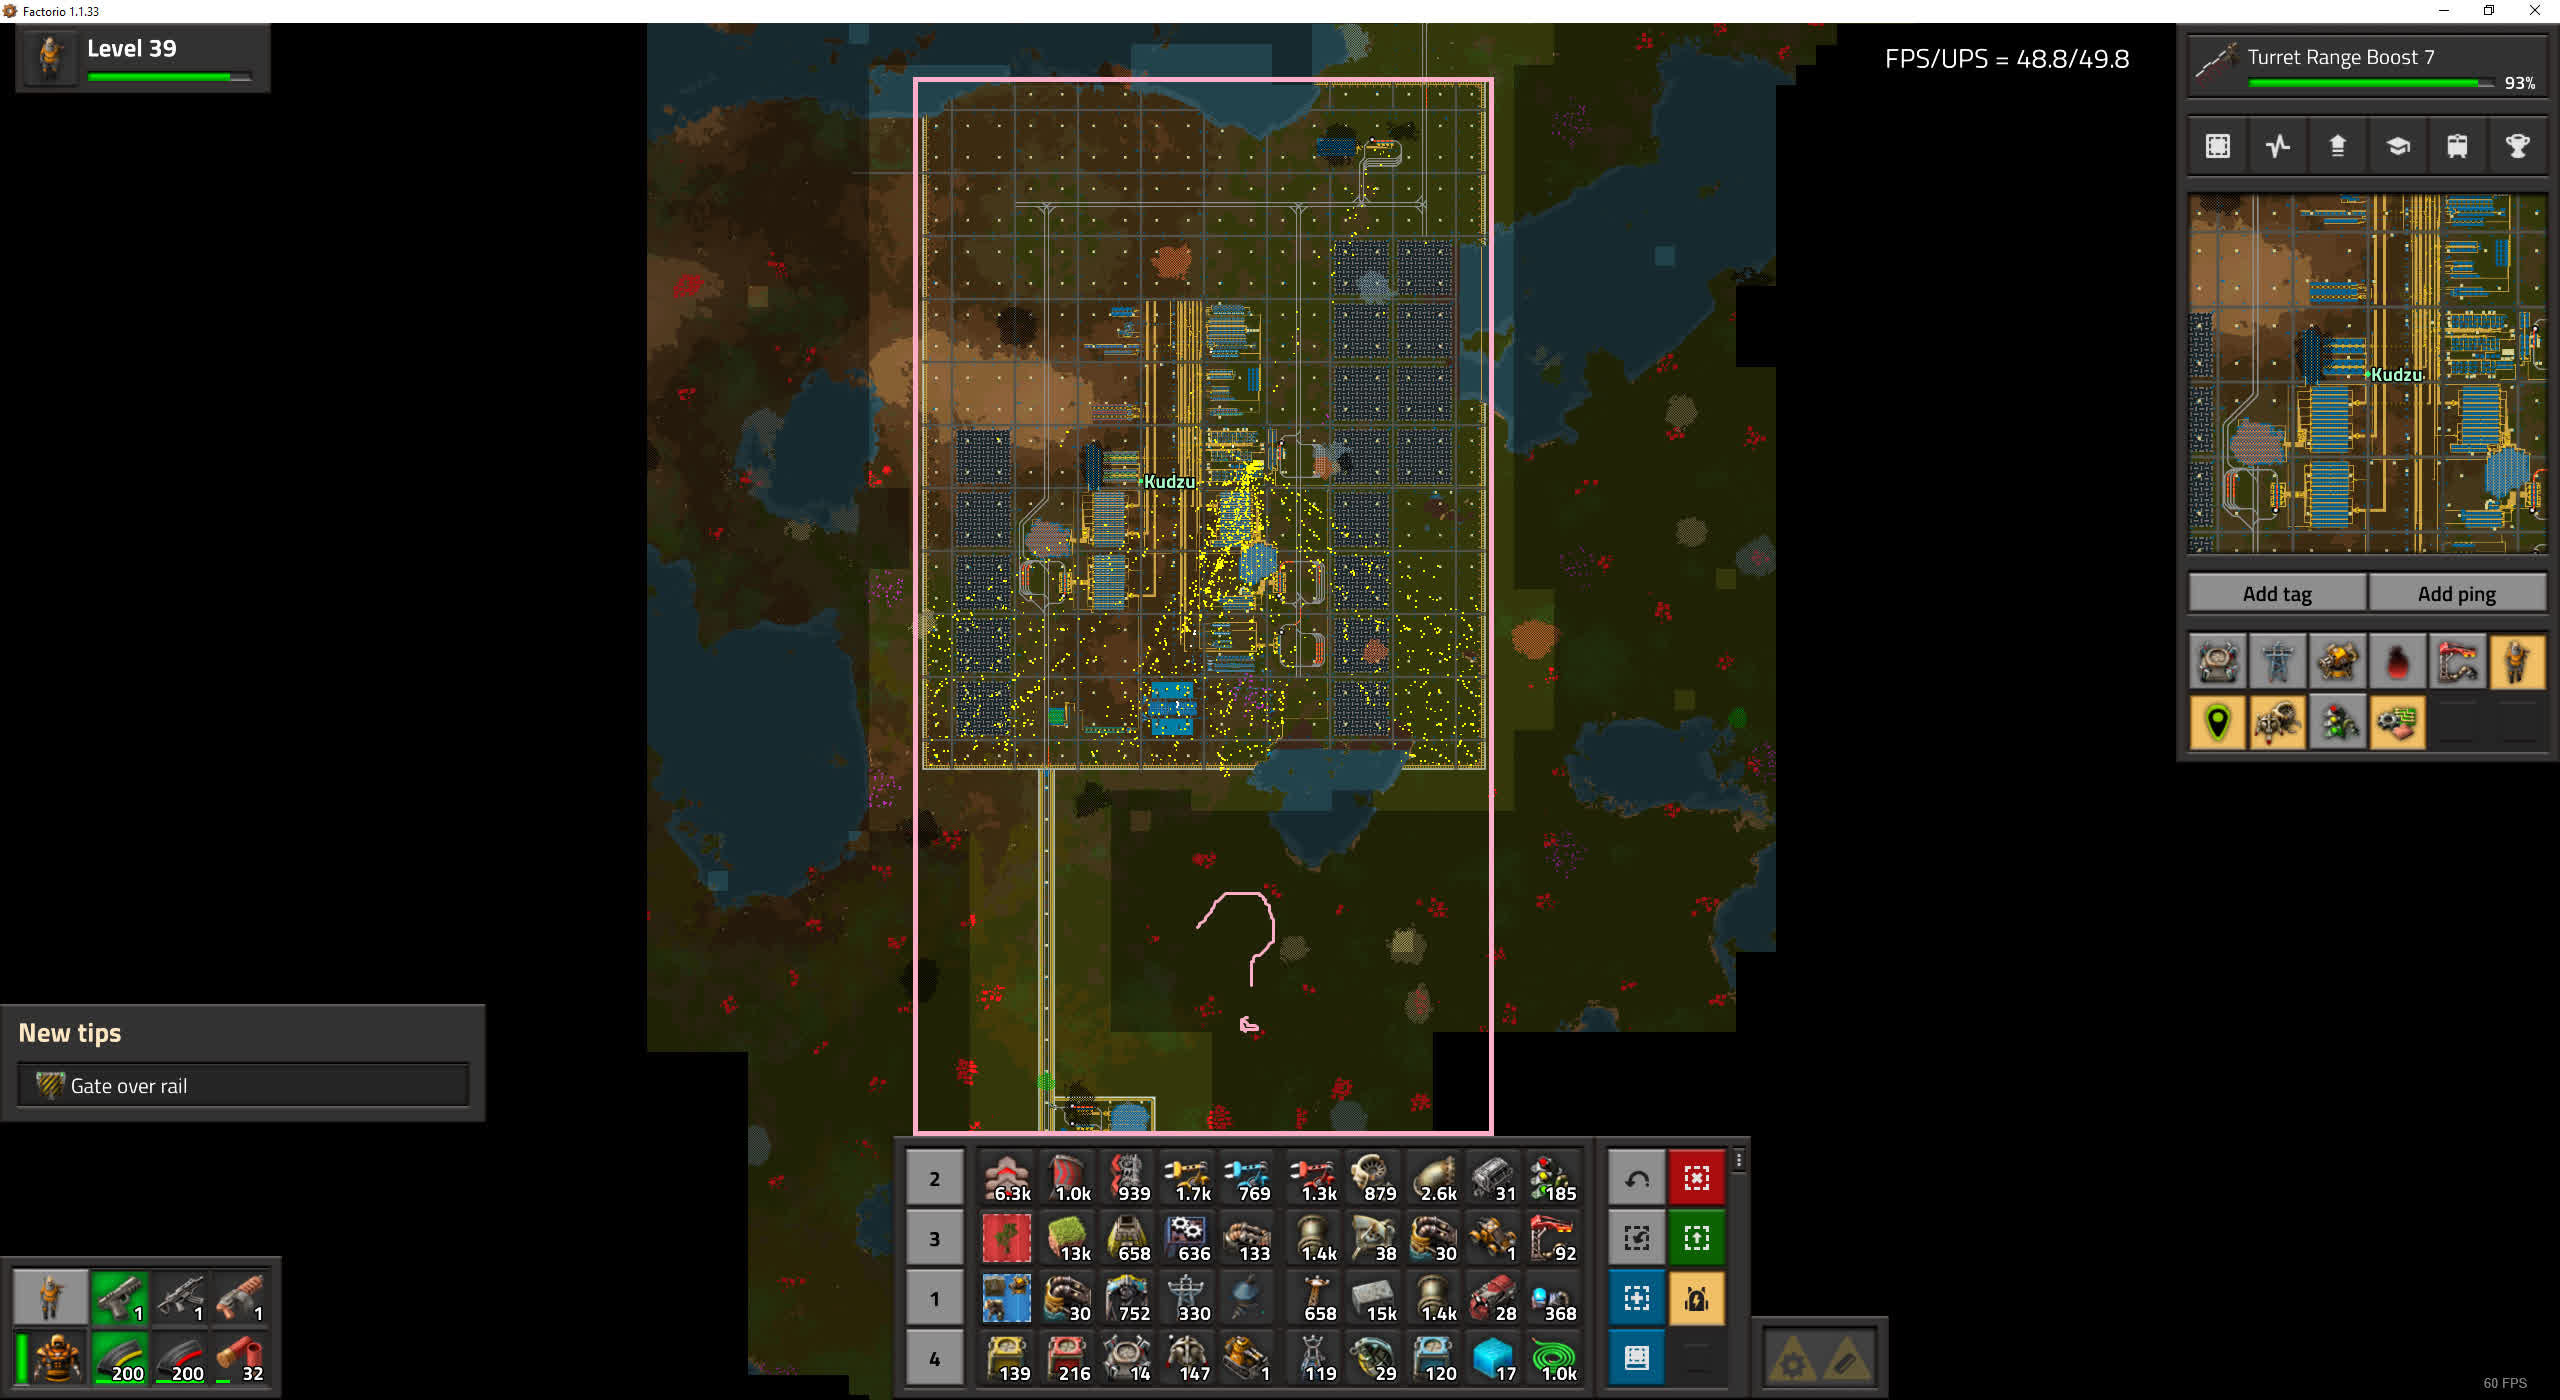 Factorio 1.1.33
Level 39
FPS/UPS = 48.8/49.8
Turret Range Boost 7
93%
Kudzu
Kudzu
Add tag
Add ping
?
New tips
Gate over rail
2
6.3k
1.0k
939
1.7k
769
1.3k
879
2.6k
31
185
3
13k
658
636
133
1.4k
38
30
1
92
1
30
752
330
658
15k
1.4k
28
368
4
139
216
14
147
1
119
29
120
17
1.0k
1
1
1
200
200
32
60 FPS